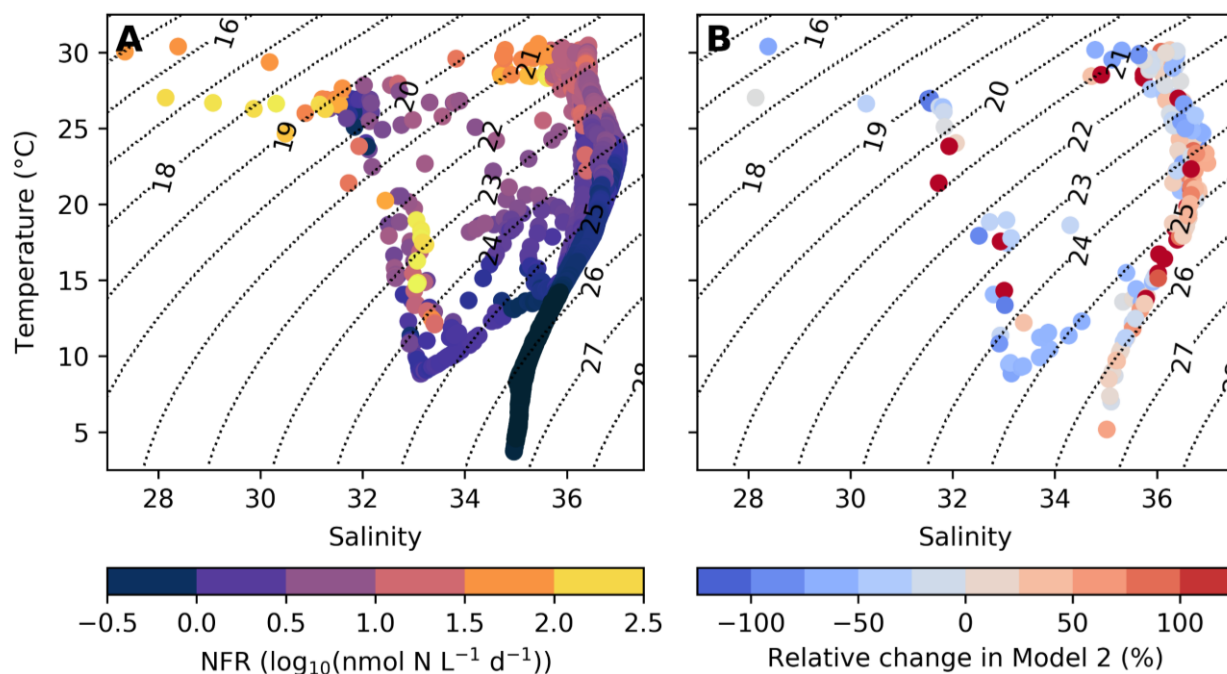 A
B
16
16
30
21
21
20
20
25
19
19
22
22
Temperature (°C)
18
18
23
23
20
25
25
24
24
15
26
26
10
27
27
5
28
28 30 32 34 36
28 30 32 34 36
Salinity
Salinity
−0.5 0.0 0.5 1.0 1.5 2.0 2.5
−100 −50 0 50 100
NFR (log10(nmol N L−1 d−1))
Relative change in Model 2 (%)